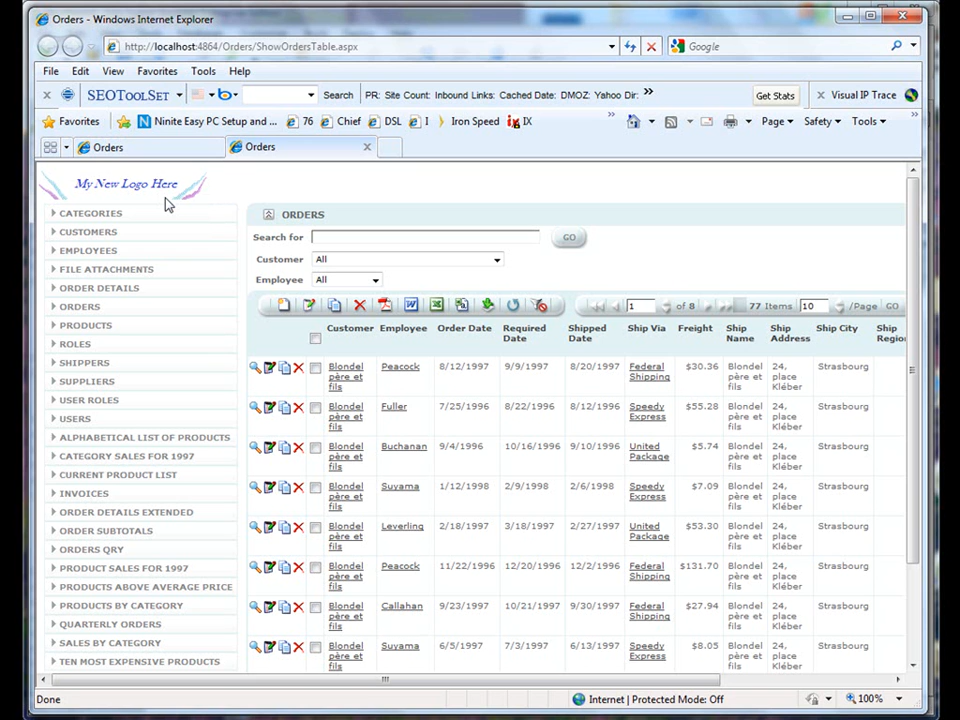 Orders - Windows Internet Explorer
http://localhost:4864/Orders/ShowOrdersTable.aspx
Google
File Edit View Favorites Tools Help
SEOToolSet Search PR: Site Count: Inbound Links: Cached Date: DMOZ: Yahoo Dir: » Get Stats Visual IP Trace
Favorites Ninite Easy PC Setup and ... 76 Chief DSL I Iron Speed IX » Page Safety Tools »
Orders Orders
My New Logo Here
CATEGORIES
CUSTOMERS
EMPLOYEES
FILE ATTACHMENTS
ORDER DETAILS
ORDERS
PRODUCTS
ROLES
SHIPPERS
SUPPLIERS
USER ROLES
USERS
ALPHABETICAL LIST OF PRODUCTS
CATEGORY SALES FOR 1997
CURRENT PRODUCT LIST
INVOICES
ORDER DETAILS EXTENDED
ORDER SUBTOTALS
ORDERS QRY
PRODUCT SALES FOR 1997
PRODUCTS ABOVE AVERAGE PRICE
PRODUCTS BY CATEGORY
QUARTERLY ORDERS
SALES BY CATEGORY
TEN MOST EXPENSIVE PRODUCTS
ORDERS
Search for GO
Customer All
Employee All
1 of 8 77 Items 10 /Page GO
Customer Employee Order Date Required Shipped Ship Via Freight Ship Ship Ship City Ship
Date Date Name Address Region
Blondel Peacock 8/12/1997 9/9/1997 8/20/1997 Federal $30.36 Blondel 24, Strasbourg
père et Shipping père et place
fils fils Kléber
Blondel Fuller 7/25/1996 8/22/1996 8/12/1996 Speedy $55.28 Blondel 24, Strasbourg
père et Express père et place
fils fils Kléber
Blondel Buchanan 9/4/1996 10/16/1996 9/10/1996 United $5.74 Blondel 24, Strasbourg
père et Package père et place
fils fils Kléber
Blondel Suyama 1/12/1998 2/9/1998 2/6/1998 Speedy $7.09 Blondel 24, Strasbourg
père et Express père et place
fils fils Kléber
Blondel Leverling 2/18/1997 3/18/1997 2/27/1997 United $53.30 Blondel 24, Strasbourg
père et Package père et place
fils fils Kléber
Blondel Peacock 11/22/1996 12/20/1996 12/2/1996 Federal $131.70 Blondel 24, Strasbourg
père et Shipping père et place
fils fils Kléber
Blondel Callahan 9/23/1997 10/21/1997 9/30/1997 Federal $27.94 Blondel 24, Strasbourg
père et Shipping père et place
fils fils Kléber
Blondel Suyama 6/5/1997 7/3/1997 6/13/1997 Speedy $8.05 Blondel 24, Strasbourg
père et Express père et place
fils fils Kléber
Done Internet | Protected Mode: Off 100%